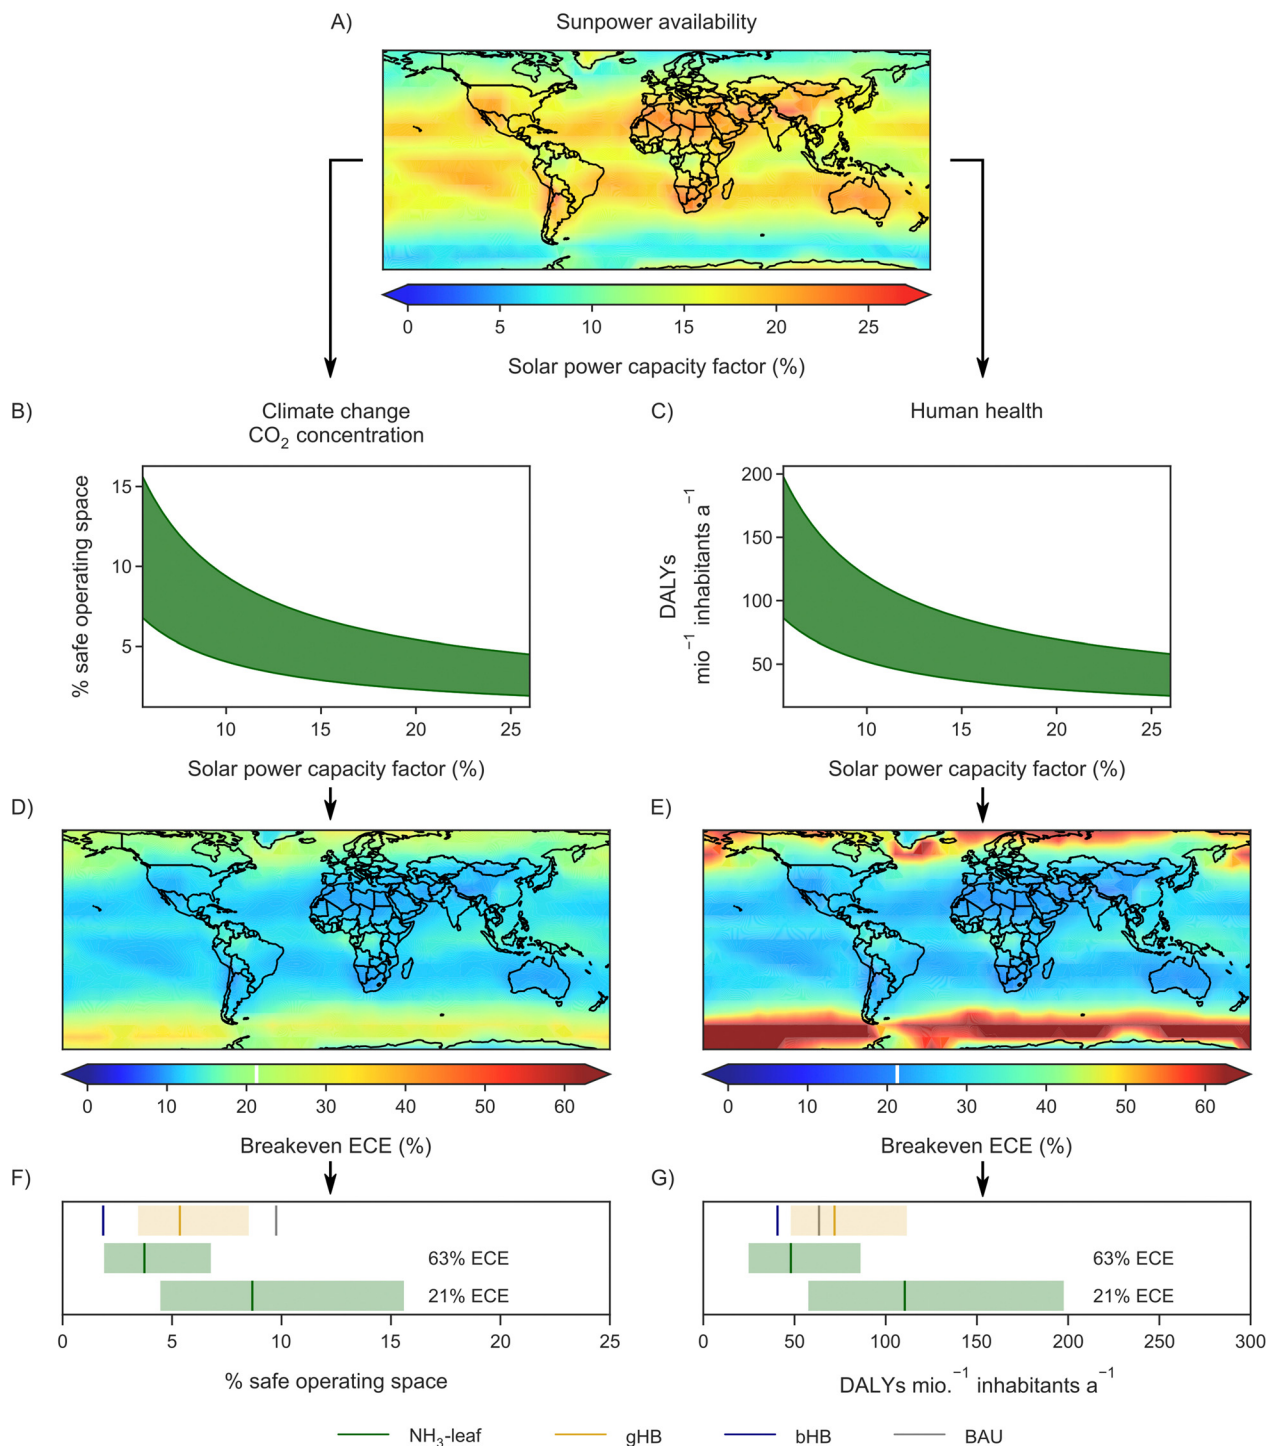 A)
Sunpower availability
0 5 10 15 20 25
Solar power capacity factor (%)
B)
Climate change
CO₂ concentration
% safe operating space
15
10
5
10 15 20 25
Solar power capacity factor (%)
C)
Human health
DALYs
mio⁻¹ inhabitants a⁻¹
200
150
100
50
10 15 20 25
Solar power capacity factor (%)
D)
0 10 20 30 40 50 60
Breakeven ECE (%)
E)
0 10 20 30 40 50 60
Breakeven ECE (%)
F)
63% ECE
21% ECE
0 5 10 15 20 25
% safe operating space
G)
63% ECE
21% ECE
0 50 100 150 200 250 300
DALYs mio.⁻¹ inhabitants a⁻¹
NH₃-leaf gHB bHB BAU